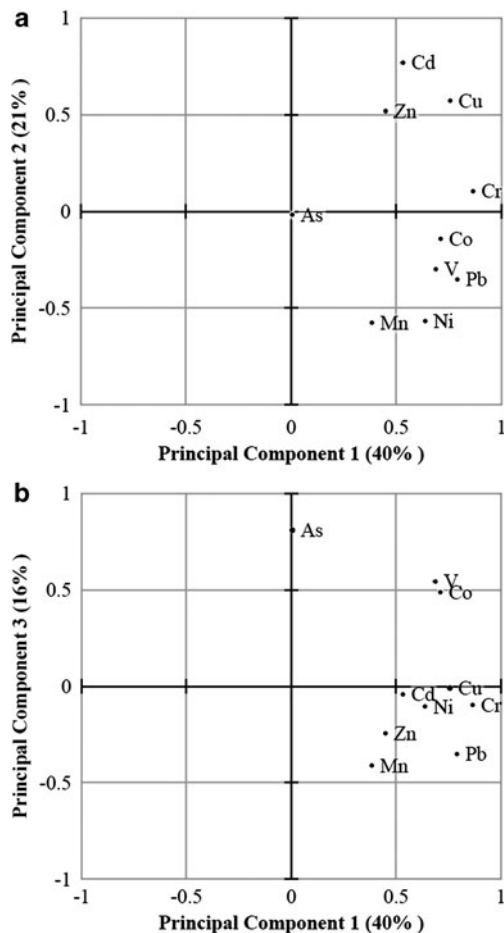 a
Principal Component 2 (21%)
1
0.5
0
-0.5
-1
Cd
Cu
Zn
Cr
As
Co
V
Pb
Mn
Ni
-1
-0.5
0
0.5
1
Principal Component 1 (40% )
b
Principal Component 3 (16% )
1
0.5
0
-0.5
-1
As
V
Co
Cu
Cd
Ni
Cr
Zn
Pb
Mn
-1
-0.5
0
0.5
1
Principal Component 1 (40% )